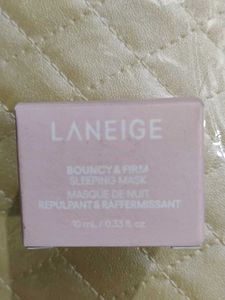 LANEIGE
BOUNCY & FIRM
SLEEPING MASK
MASQUE DE NUIT
REPULPANT & RAFFERMISSANT
10 mL / 0.33 fl. oz.